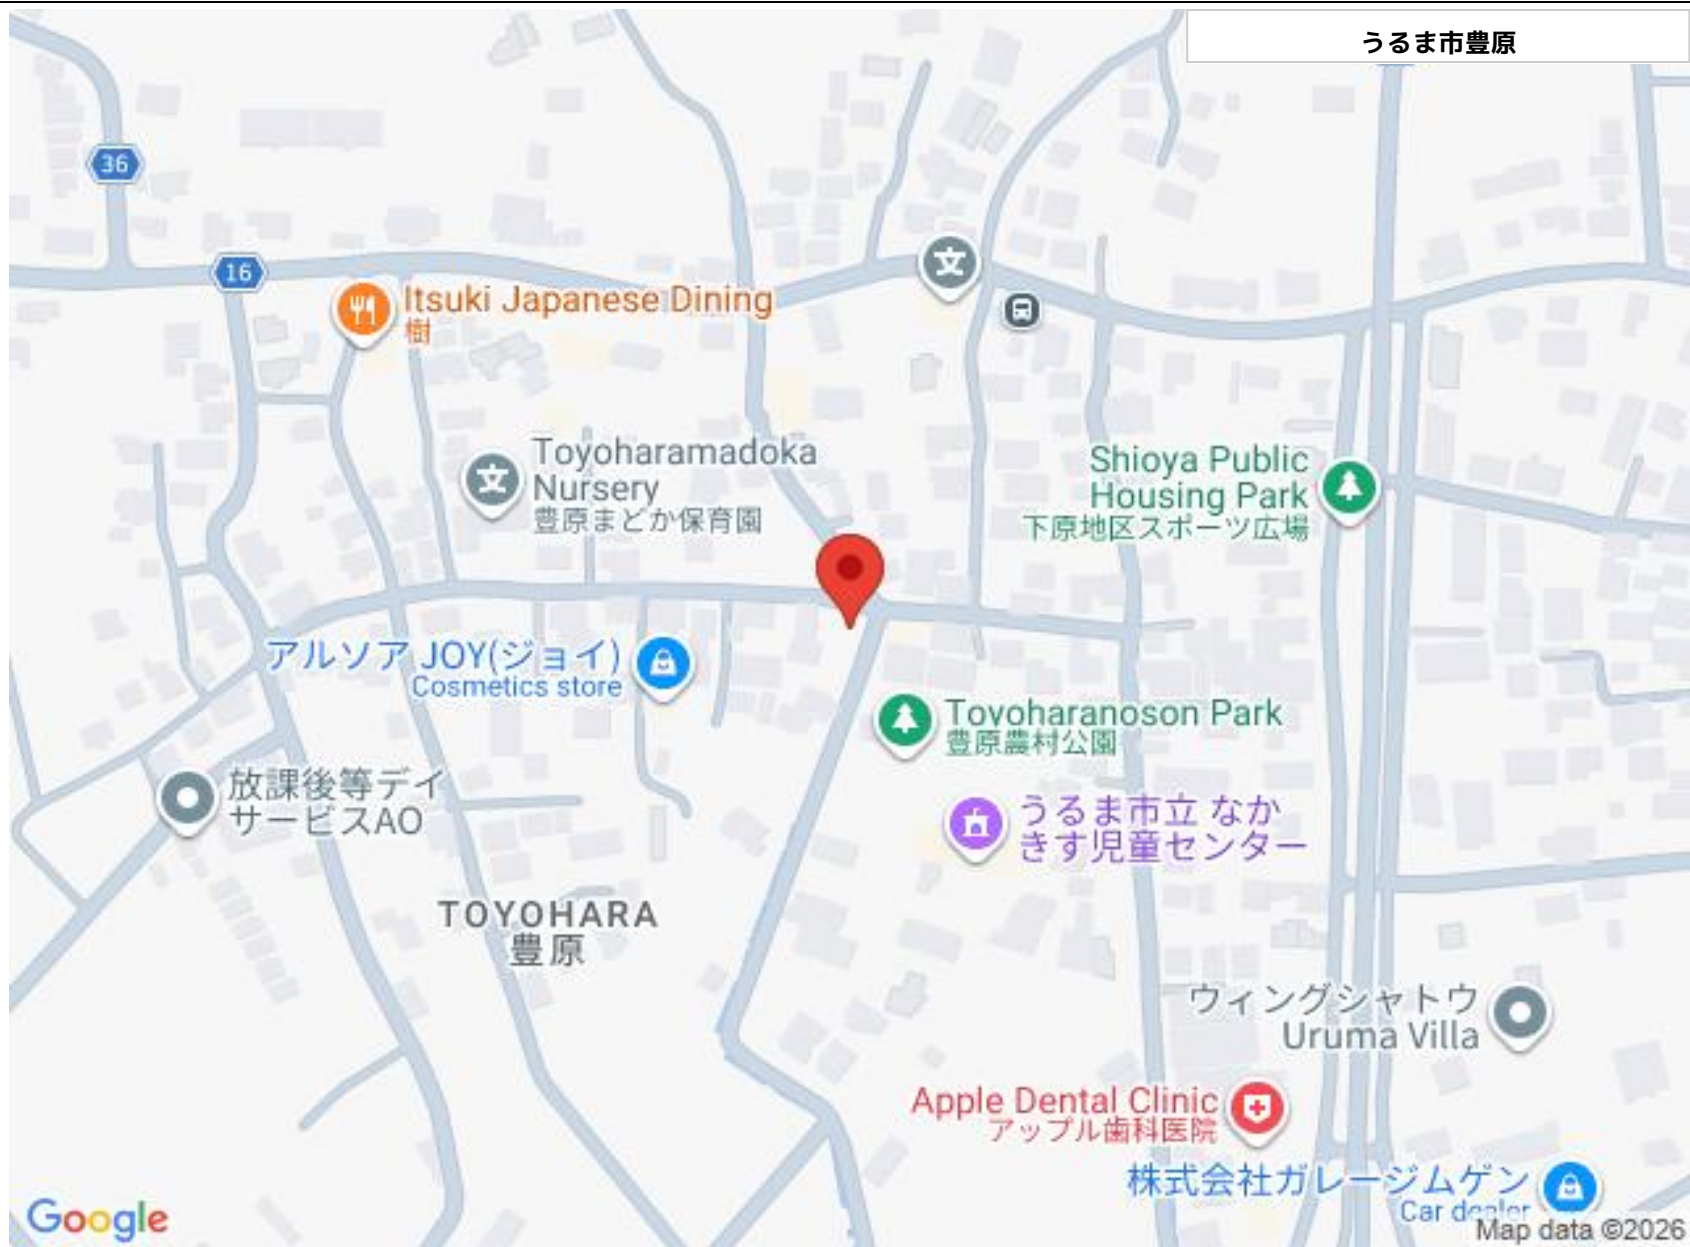 うるま市豊原
36
16
文
Itsuki Japanese Dining
樹
Toyoharamadoka
Nursery
豊原まどか保育園
文
Shioya Public
Housing Park
下原地区スポーツ広場
アルソア JOY(ジョイ)
Cosmetics store
Toyoharanoson Park
豊原農村公園
放課後等デイ
サービスAO
うるま市立 なか
きす児童センター
TOYOHARA
豊原
ウィングシャトウ
Uruma Villa
Apple Dental Clinic
アップル歯科医院
株式会社ガレージムゲン
Car dealer
Google
Map data ©2026